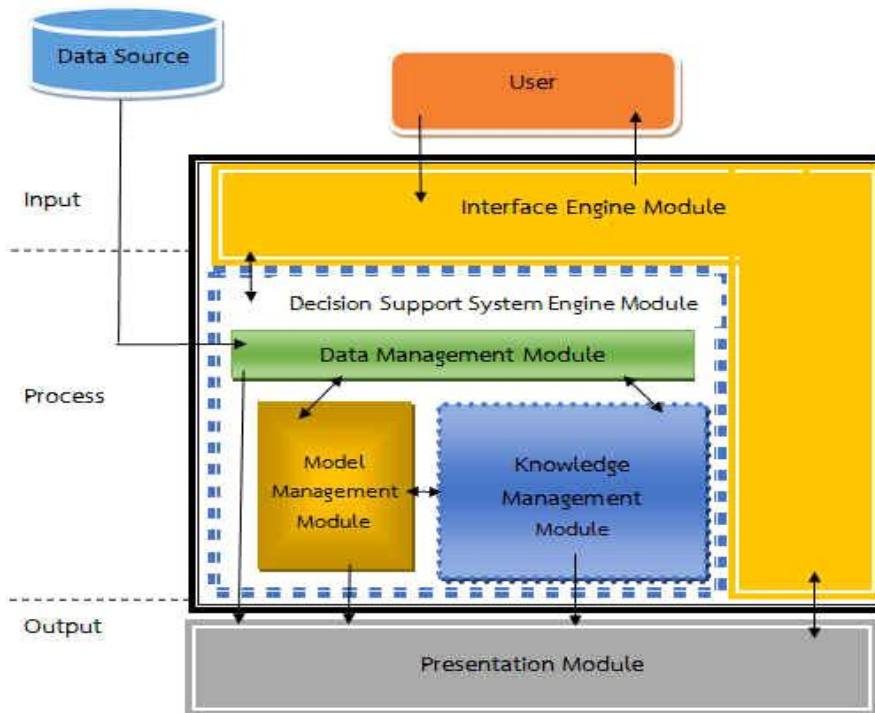 Data Source
User
Input
Interface Engine Module
Decision Support System Engine Module
Data Management Module
Process
Model
Management
Module
Knowledge
Management
Module
Output
Presentation Module